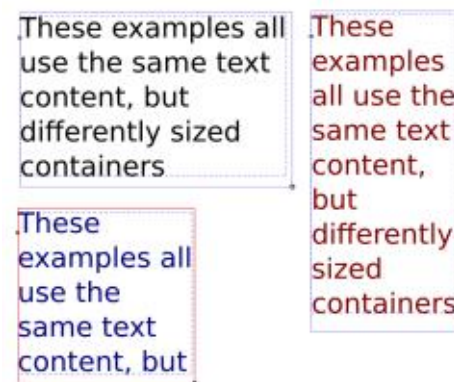 These examples all
use the same text
content, but
differently sized
containers
These
examples
all use the
same text
content,
but
differently
sized
containers
These
examples all
use the
same text
content, but